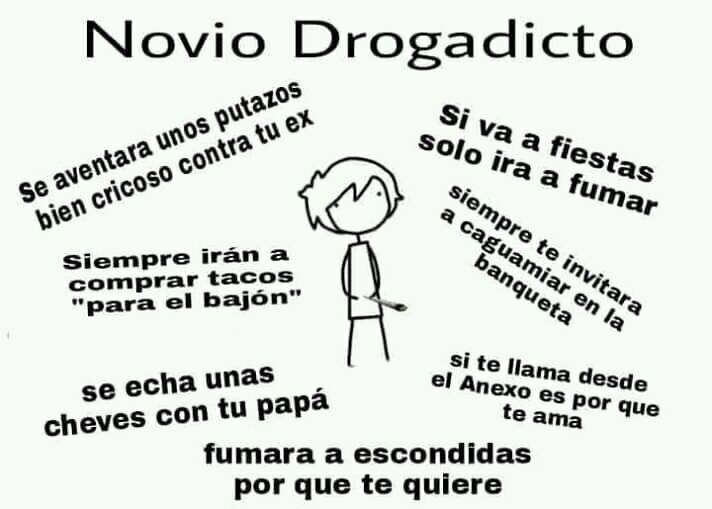 Novio Drogadicto
Se aventara unos putazos
bien cricoso contra tu ex
Si va a fiestas
solo ira a fumar
siempre te invitara
a caguamiar en la
banqueta
Siempre irán a
comprar tacos
"para el bajón"
se echa unas
cheves con tu papá
si te llama desde
el Anexo es por que
te ama
fumara a escondidas
por que te quiere